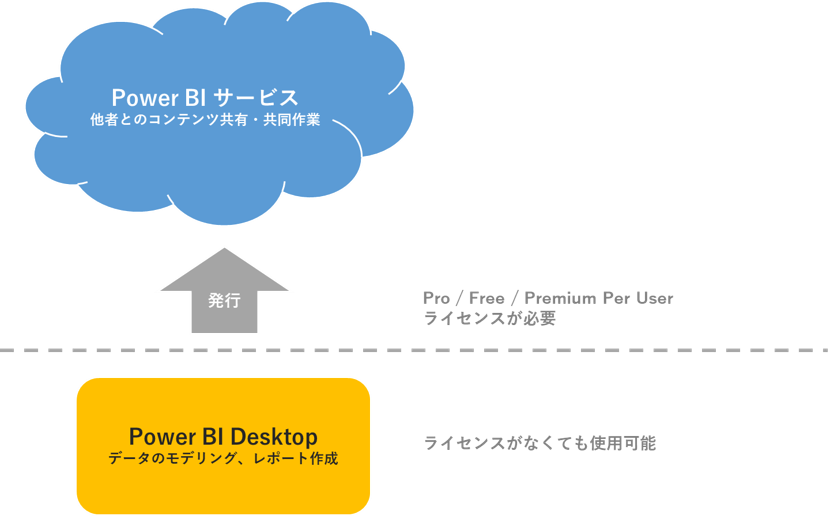 Power BI サービス
他者とのコンテンツ共有・共同作業
発行
Pro / Free / Premium Per User
ライセンスが必要
Power BI Desktop
データのモデリング、レポート作成
ライセンスがなくても使用可能